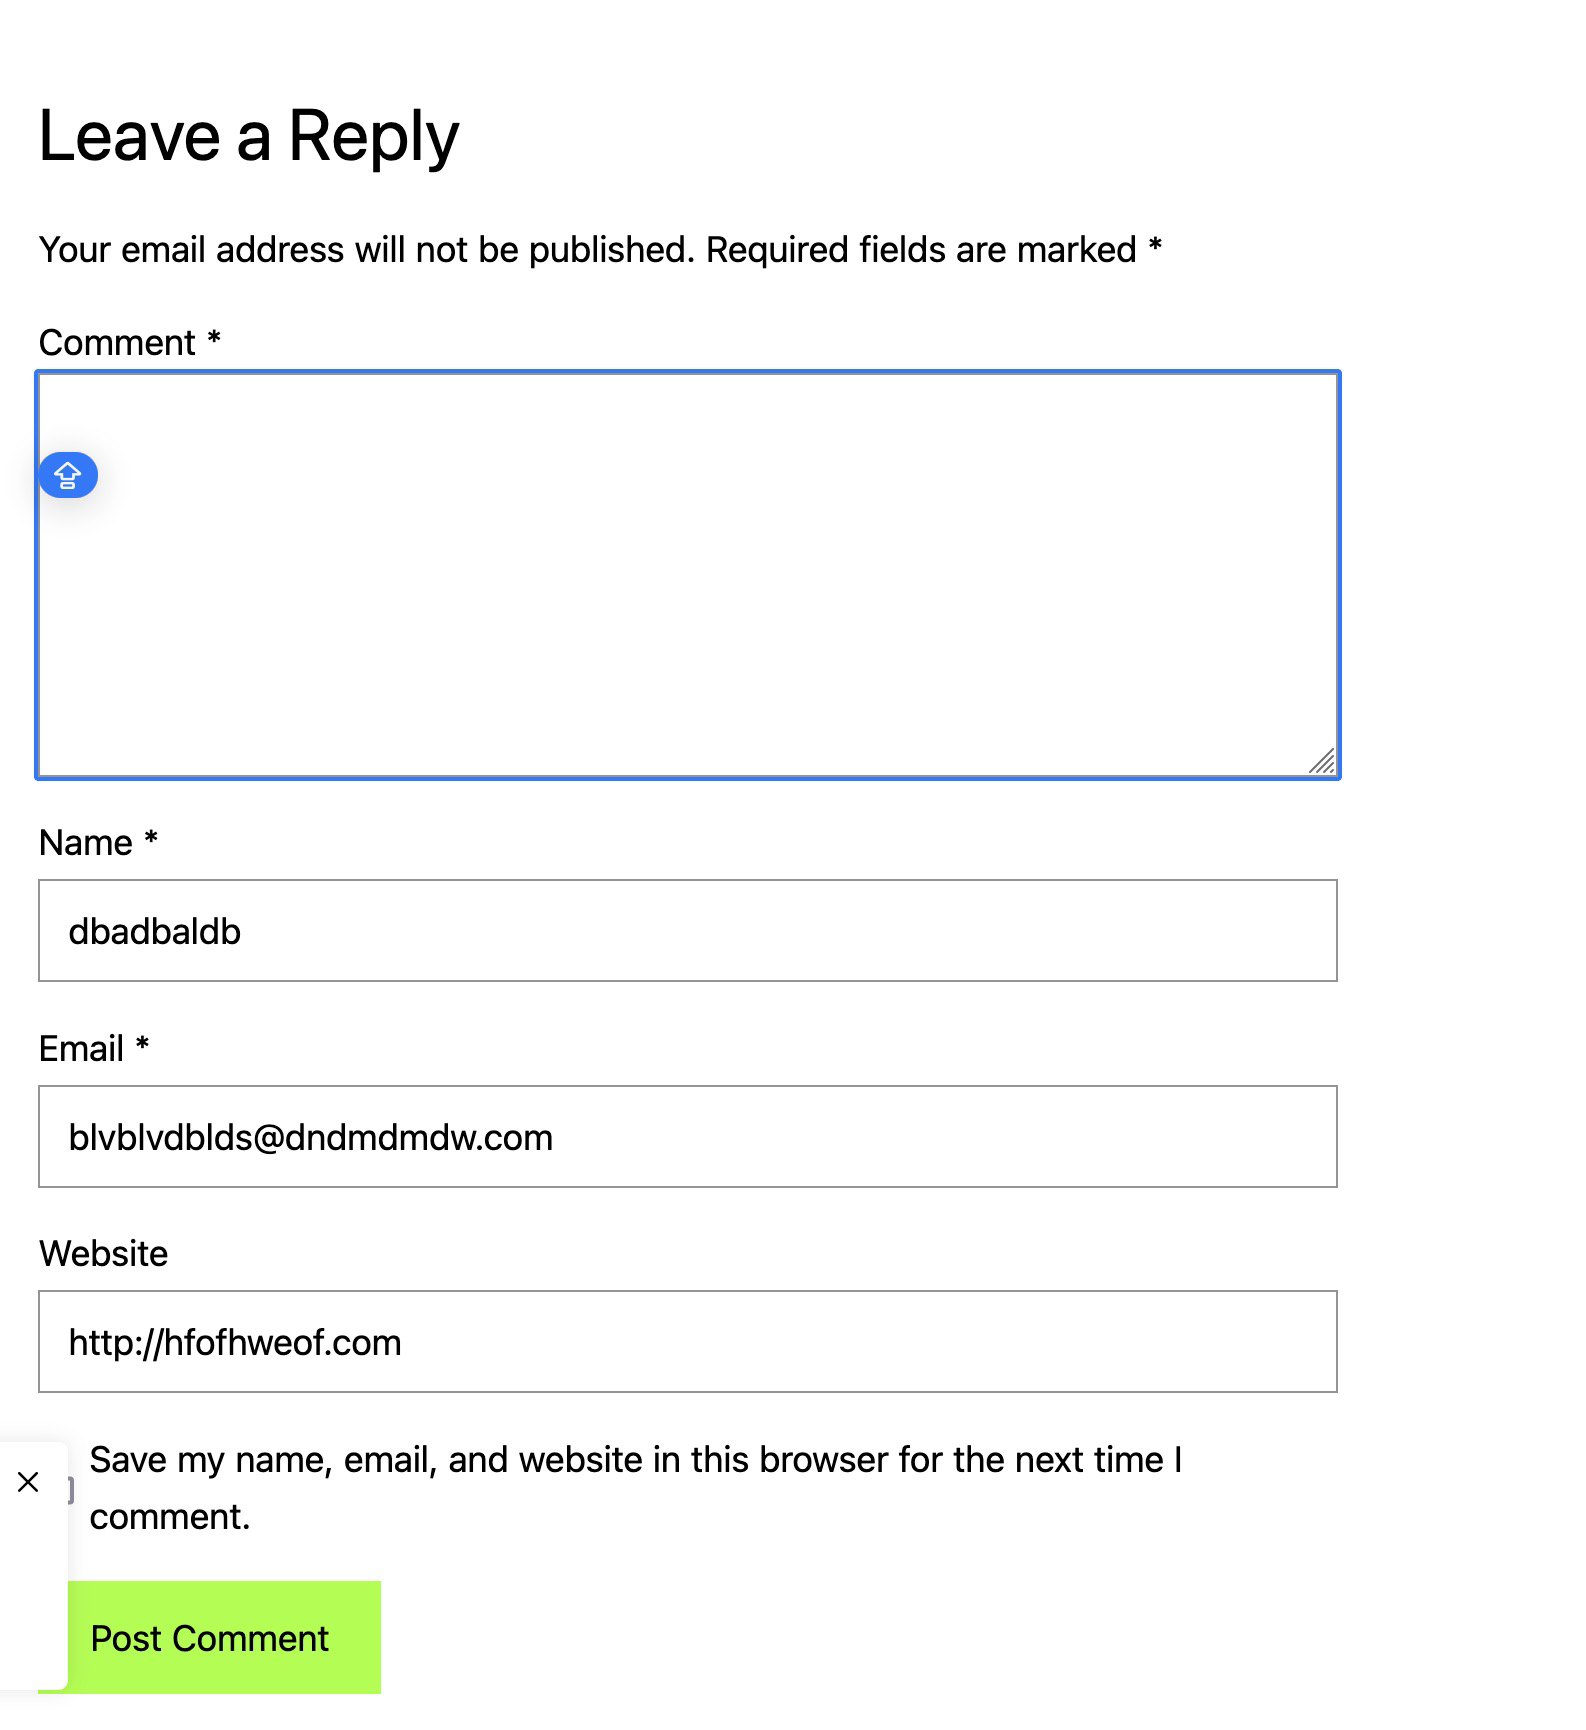 Leave a Reply
Your email address will not be published. Required fields are marked *
Comment *
Name *
dbadbaldb
Email *
blvblvdblds@dndmdmdw.com
Website
http://hfofhweof.com
Save my name, email, and website in this browser for the next time I
comment.
Post Comment